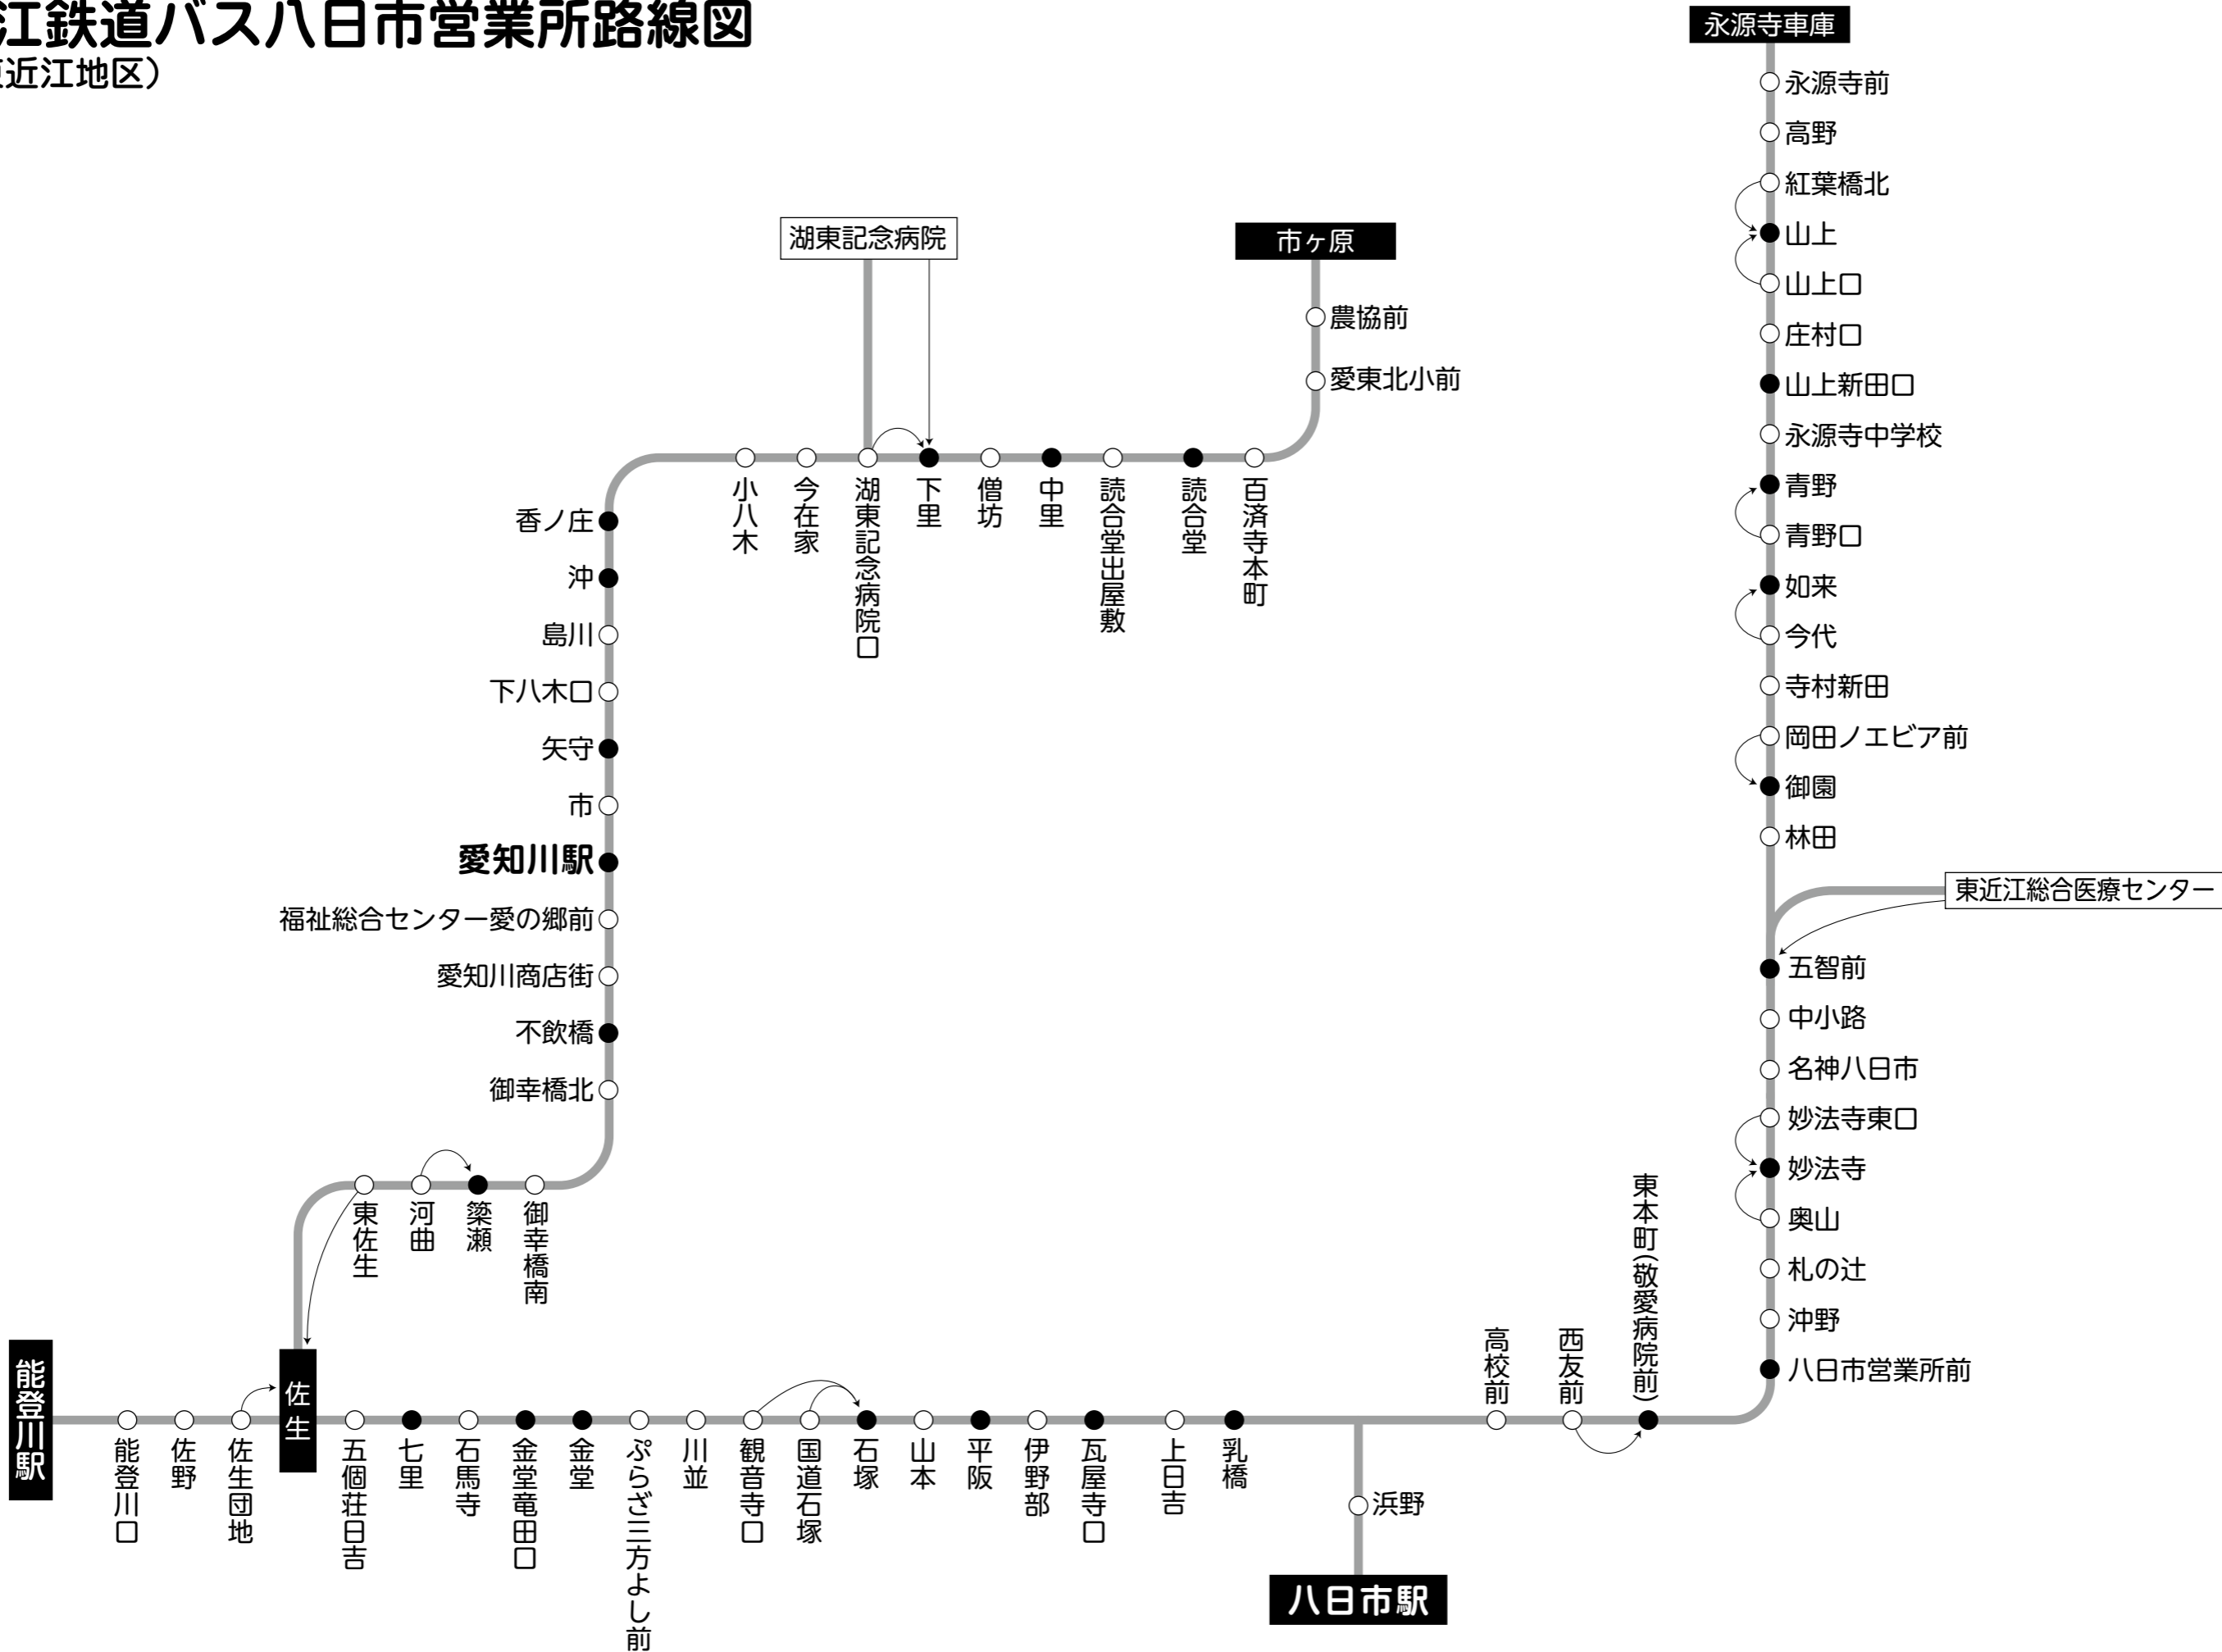 江鉄道バス八日市営業所路線図
東近江地区）
永源寺車庫
永源寺前
高野
紅葉橋北
山上
山上口
庄村口
山上新田口
永源寺中学校
青野
青野口
如来
今代
寺村新田
岡田ノエビア前
御園
林田
東近江総合医療センター
五智前
中小路
名神八日市
妙法寺東口
妙法寺
奥山
札の辻
沖野
八日市営業所前
湖東記念病院
市ヶ原
農協前
愛東北小前
小八木
今在家
湖東記念病院口
下里
僧坊
中里
読合堂出屋敷
読合堂
百済寺本町
香ノ庄
沖
島川
下八木口
矢守
市
愛知川駅
福祉総合センター愛の郷前
愛知川商店街
不飲橋
御幸橋北
東佐生
河曲
簗瀬
御幸橋南
能登川駅
能登川口
佐野
佐生団地
佐生
五個荘日吉
七里
石馬寺
金堂竜田口
金堂
ぷらざ三方よし前
川並
観音寺口
国道石塚
石塚
山本
平阪
伊野部
瓦屋寺口
上日吉
乳橋
浜野
八日市駅
高校前
西友前
東本町(敬愛病院前)